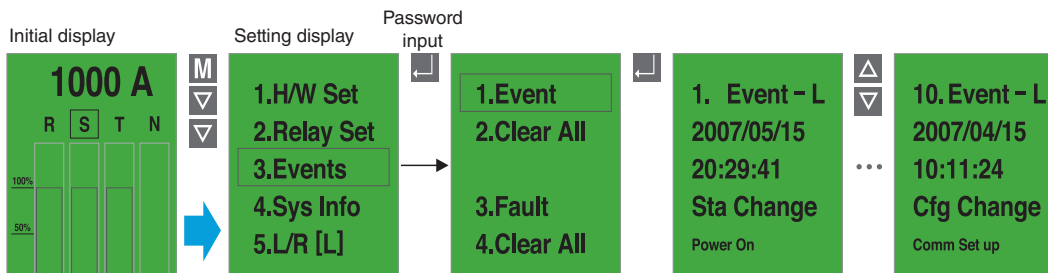 Initial display
1000 A
R S T N
100%
50%
M
Setting display
1.H/W Set
2.Relay Set
3.Events
4.Sys Info
5.L/R [L]
Password
input
1.Event
2.Clear All
3.Fault
4.Clear All
1. Event - L
2007/05/15
20:29:41
Sta Change
Power On
...
10. Event - L
2007/04/15
10:11:24
Cfg Change
Comm Set up